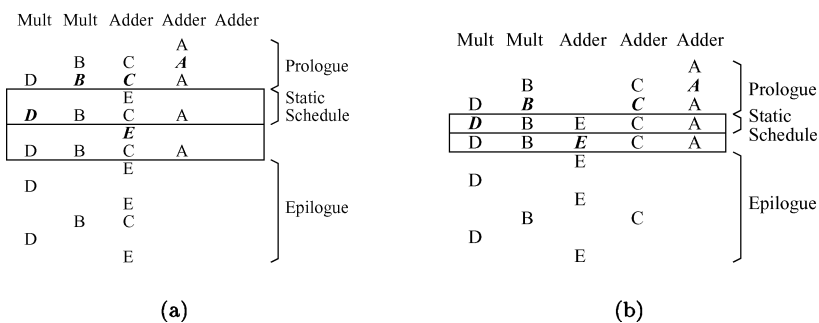 Mult Mult Adder Adder Adder
A
B C A
D B C A
Prologue
E
D B C A
Static
Schedule
E
D B C A
E
D
E
B C
D
E
Epilogue
(a)
Mult Mult Adder Adder Adder
A
B C A
D B C A
Prologue
D B E C A
Static
Schedule
D B E C A
E
D
E
B C
D
E
Epilogue
(b)